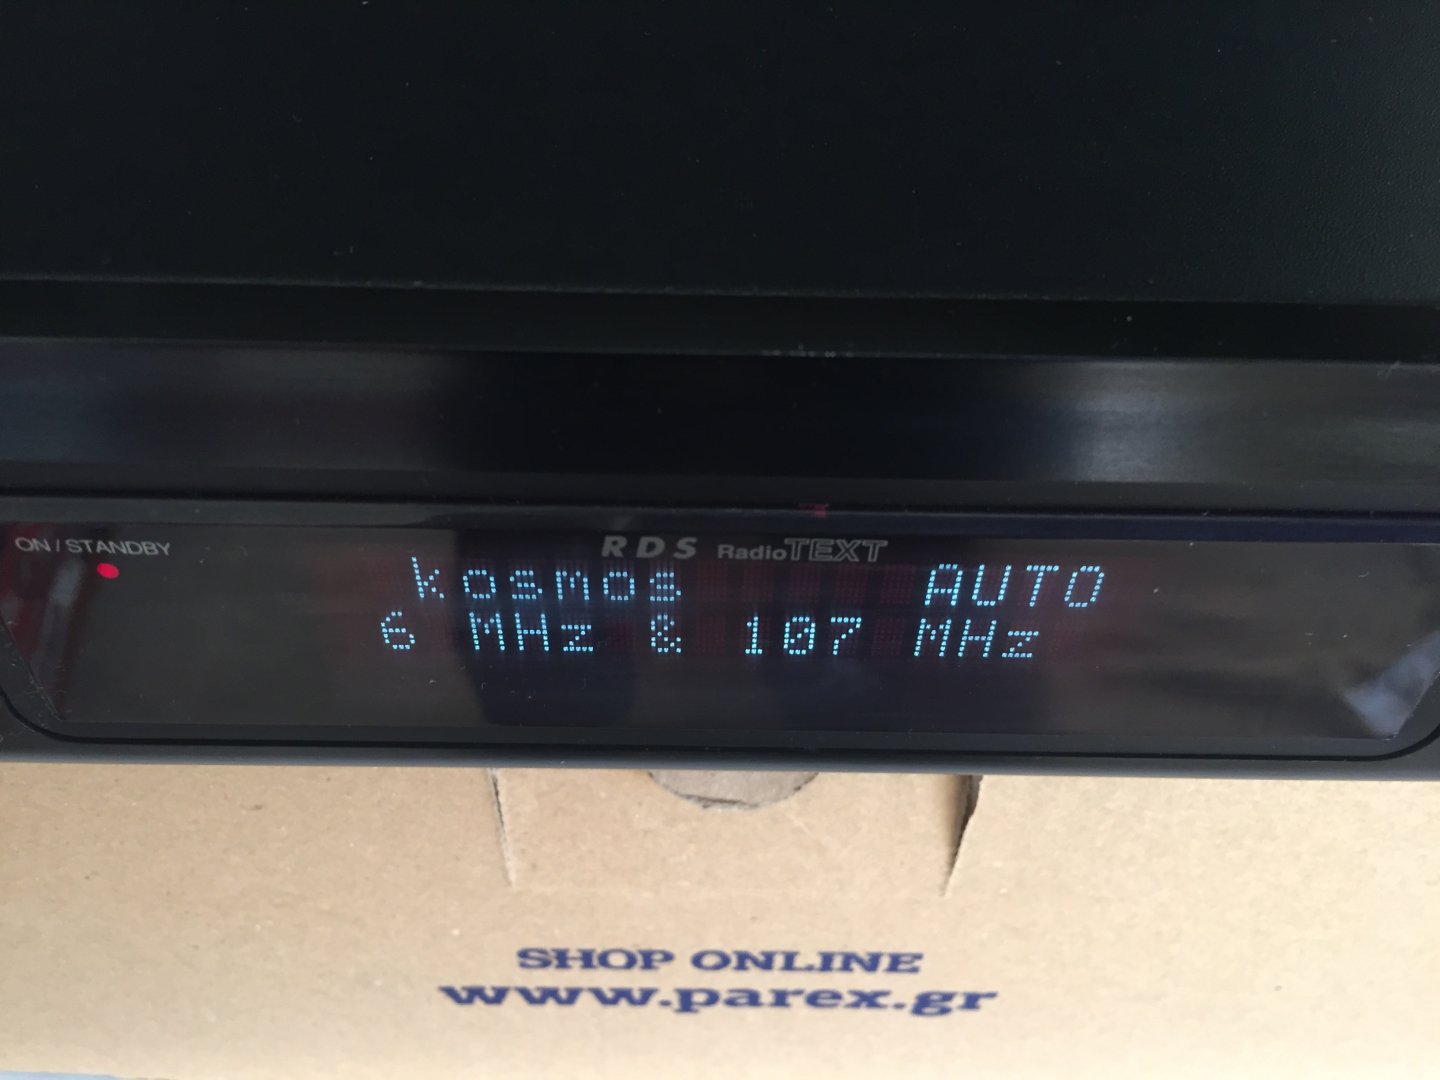 ON / STANDBY
RDS RadioTEXT
kosmos AUTO
6 MHz & 107 MHz
SHOP ONLINE
www.parex.gr